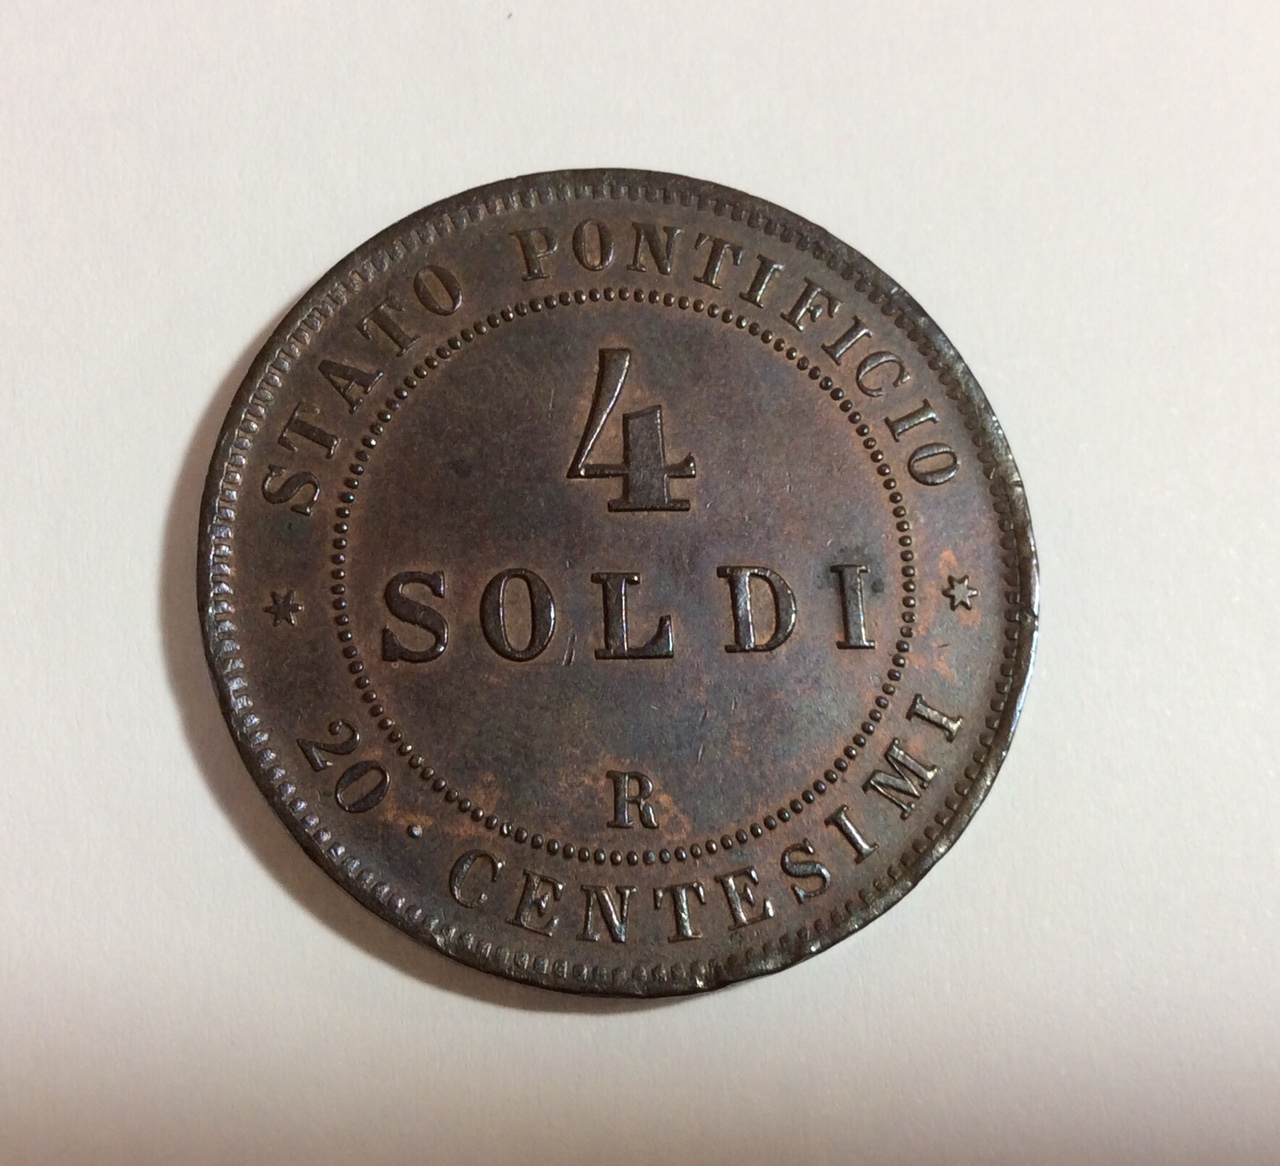 STATO PONTIFICIO
4
SOLDI
R
20 · CENTESIMI